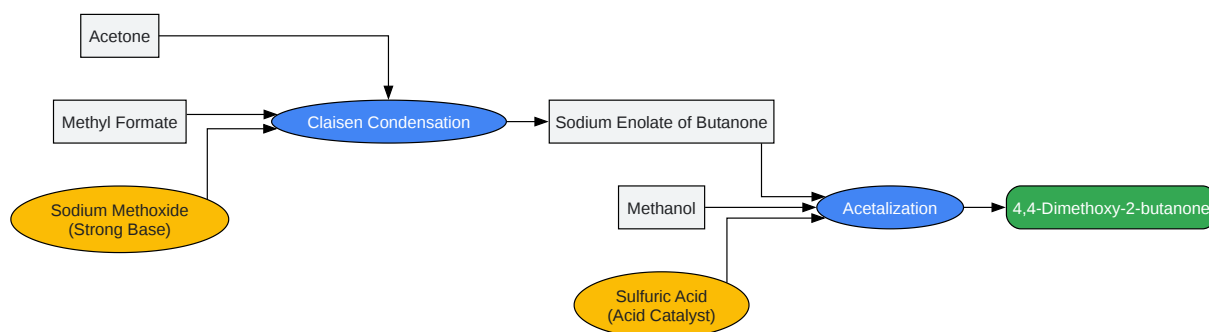 Acetone
Methyl Formate
Claisen Condensation
Sodium Enolate of Butanone
Sodium Methoxide
(Strong Base)
Methanol
Acetalization
4,4-Dimethoxy-2-butanone
Sulfuric Acid
(Acid Catalyst)